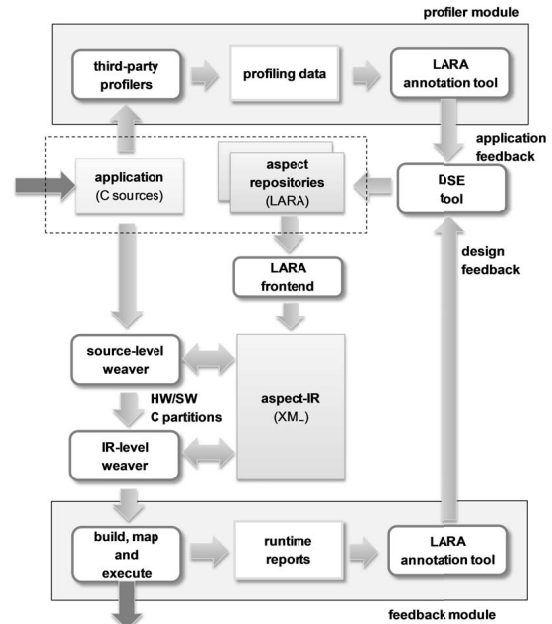 profiler module
third-party
profilers
profiling data
LARA
annotation tool
application
feedback
application
(C sources)
aspect
repositories
(LARA)
DSE
tool
design
feedback
LARA
frontend
source-level
weaver
aspect-IR
(XML)
HW/SW
C partitions
IR-level
weaver
build, map
and
execute
runtime
reports
LARA
annotation tool
feedback module